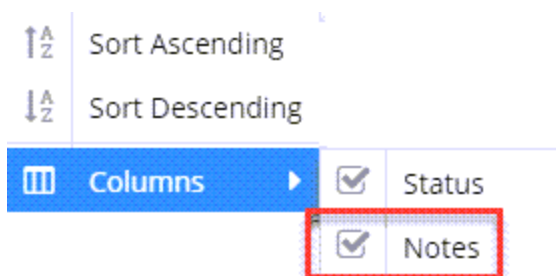 Sort Ascending
Sort Descending
Columns
Status
Notes